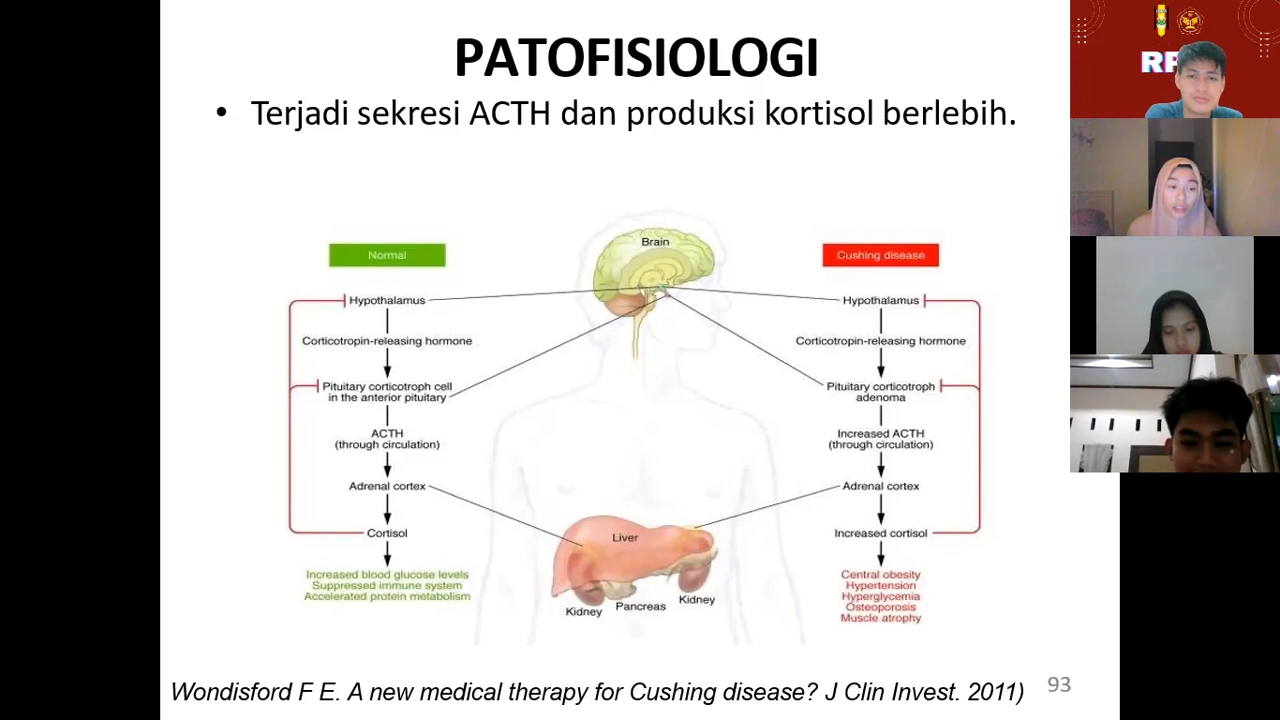 PATOFISIOLOGI
• Terjadi sekresi ACTH dan produksi kortisol berlebih.
Normal
Hypothalamus
Corticotropin-releasing hormone
Pituitary corticotroph cell
in the anterior pituitary
ACTH
(through circulation)
Adrenal cortex
Cortisol
Increased blood glucose levels
Suppressed immune system
Accelerated protein metabolism
Brain
Liver
Kidney
Pancreas
Kidney
Cushing disease
Hypothalamus
Corticotropin-releasing hormone
Pituitary corticotroph
adenoma
Increased ACTH
(through circulation)
Adrenal cortex
Increased cortisol
Central obesity
Hypertension
Hyperglycemia
Osteoporosis
Muscle atrophy
Wondisford F E. A new medical therapy for Cushing disease? J Clin Invest. 2011)
93